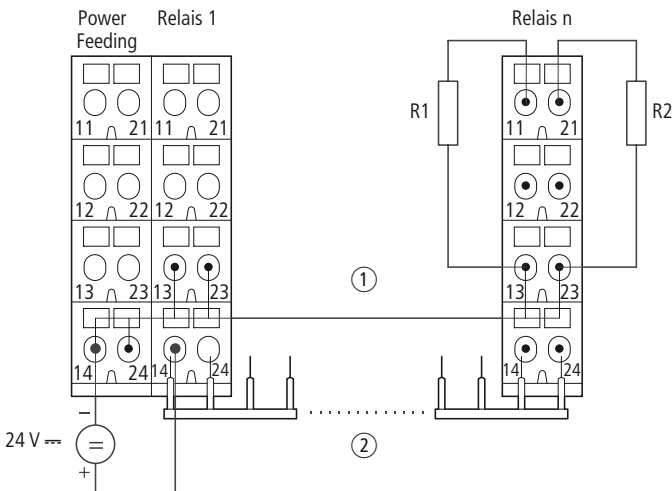 Power Feeding
Relais 1
Relais n
11 21 11 21
11 21
R1
R2
12 22 12 22
12 22
13 23 13 23
13 23
1
14 24 14 24
14 24
−
24 V ⎓
=
+
2